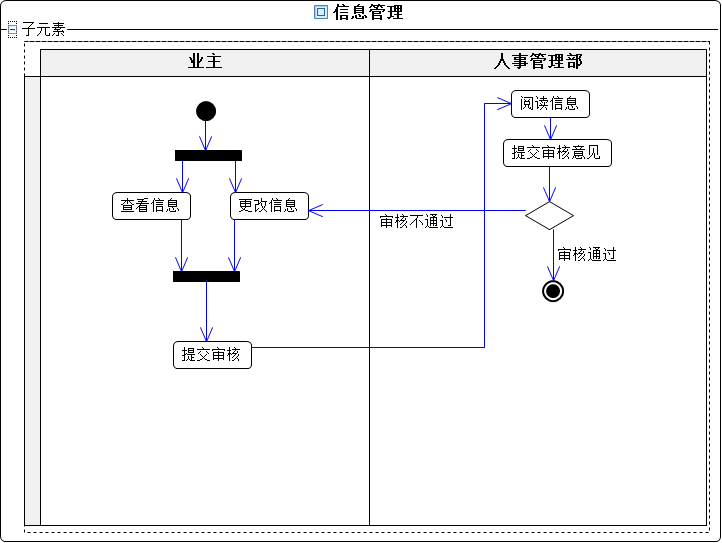 信息管理
子元素
业主
人事管理部
阅读信息
提交审核意见
查看信息
更改信息
审核不通过
审核通过
提交审核